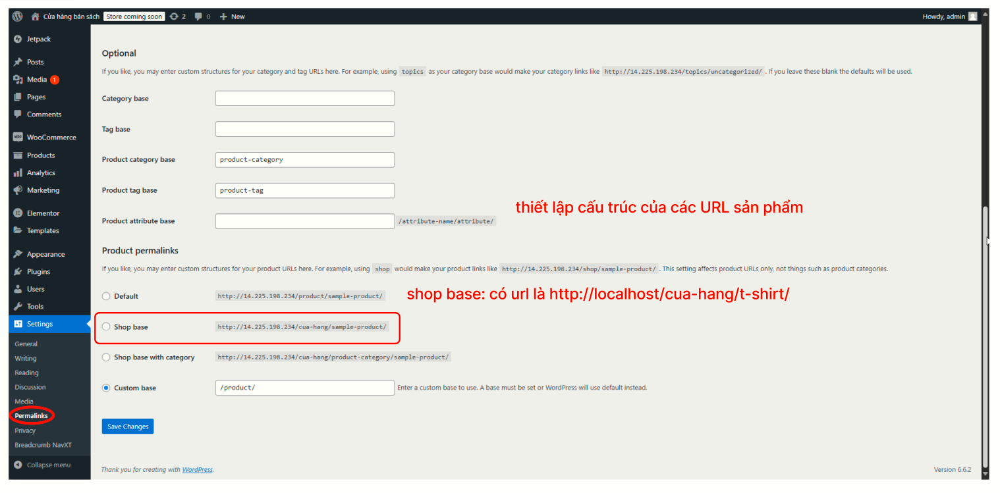 Cửa hàng bán sách Store coming soon 2 0 New Howdy, admin
Jetpack
Posts
Media 1
Pages
Comments
WooCommerce
Products
Analytics
Marketing
Elementor
Templates
Appearance
Plugins
Users
Tools
Settings
General
Writing
Reading
Discussion
Media
Permalinks
Privacy
Breadcrumb NavXT
Collapse menu
Optional
If you like, you may enter custom structures for your category and tag URLs here. For example, using topics as your category base would make your category links like http://14.225.198.234/topics/uncategorized/ . If you leave these blank the defaults will be used.
Category base
Tag base
Product category base product-category
Product tag base product-tag
thiết lập cấu trúc của các URL sản phẩm
Product attribute base /attribute-name/attribute/
Product permalinks
If you like, you may enter custom structures for your product URLs here. For example, using shop would make your product links like http://14.225.198.234/shop/sample-product/ . This setting affects product URLs only, not things such as product categories.
Default http://14.225.198.234/product/sample-product/
shop base: có url là http://localhost/cua-hang/t-shirt/
Shop base http://14.225.198.234/cua-hang/sample-product/
Shop base with category http://14.225.198.234/cua-hang/product-category/sample-product/
Custom base /product/ Enter a custom base to use. A base must be set or WordPress will use default instead.
Save Changes
Thank you for creating with WordPress.
Version 6.6.2